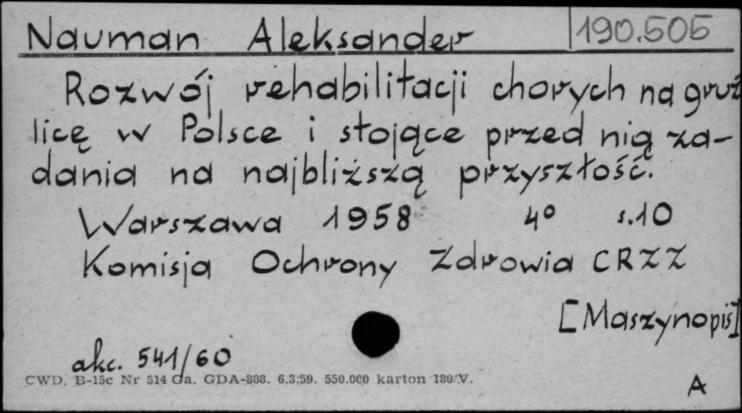 Nauman Aleksander 190.505
Rozwój rehabilitacji chorych na gruź
licę w Polsce i stojące przed nią za-
dania na najbliższą przyszłość.
Warszawa 1958 4° s.10
Komisja Ochrony Zdrowia CRZZ
[Maszynopis]
akc. 541/60
CWD. B-15c Nr 514 Ga. GDA-808. 6.3.59. 550.000 karton 180/V.
A